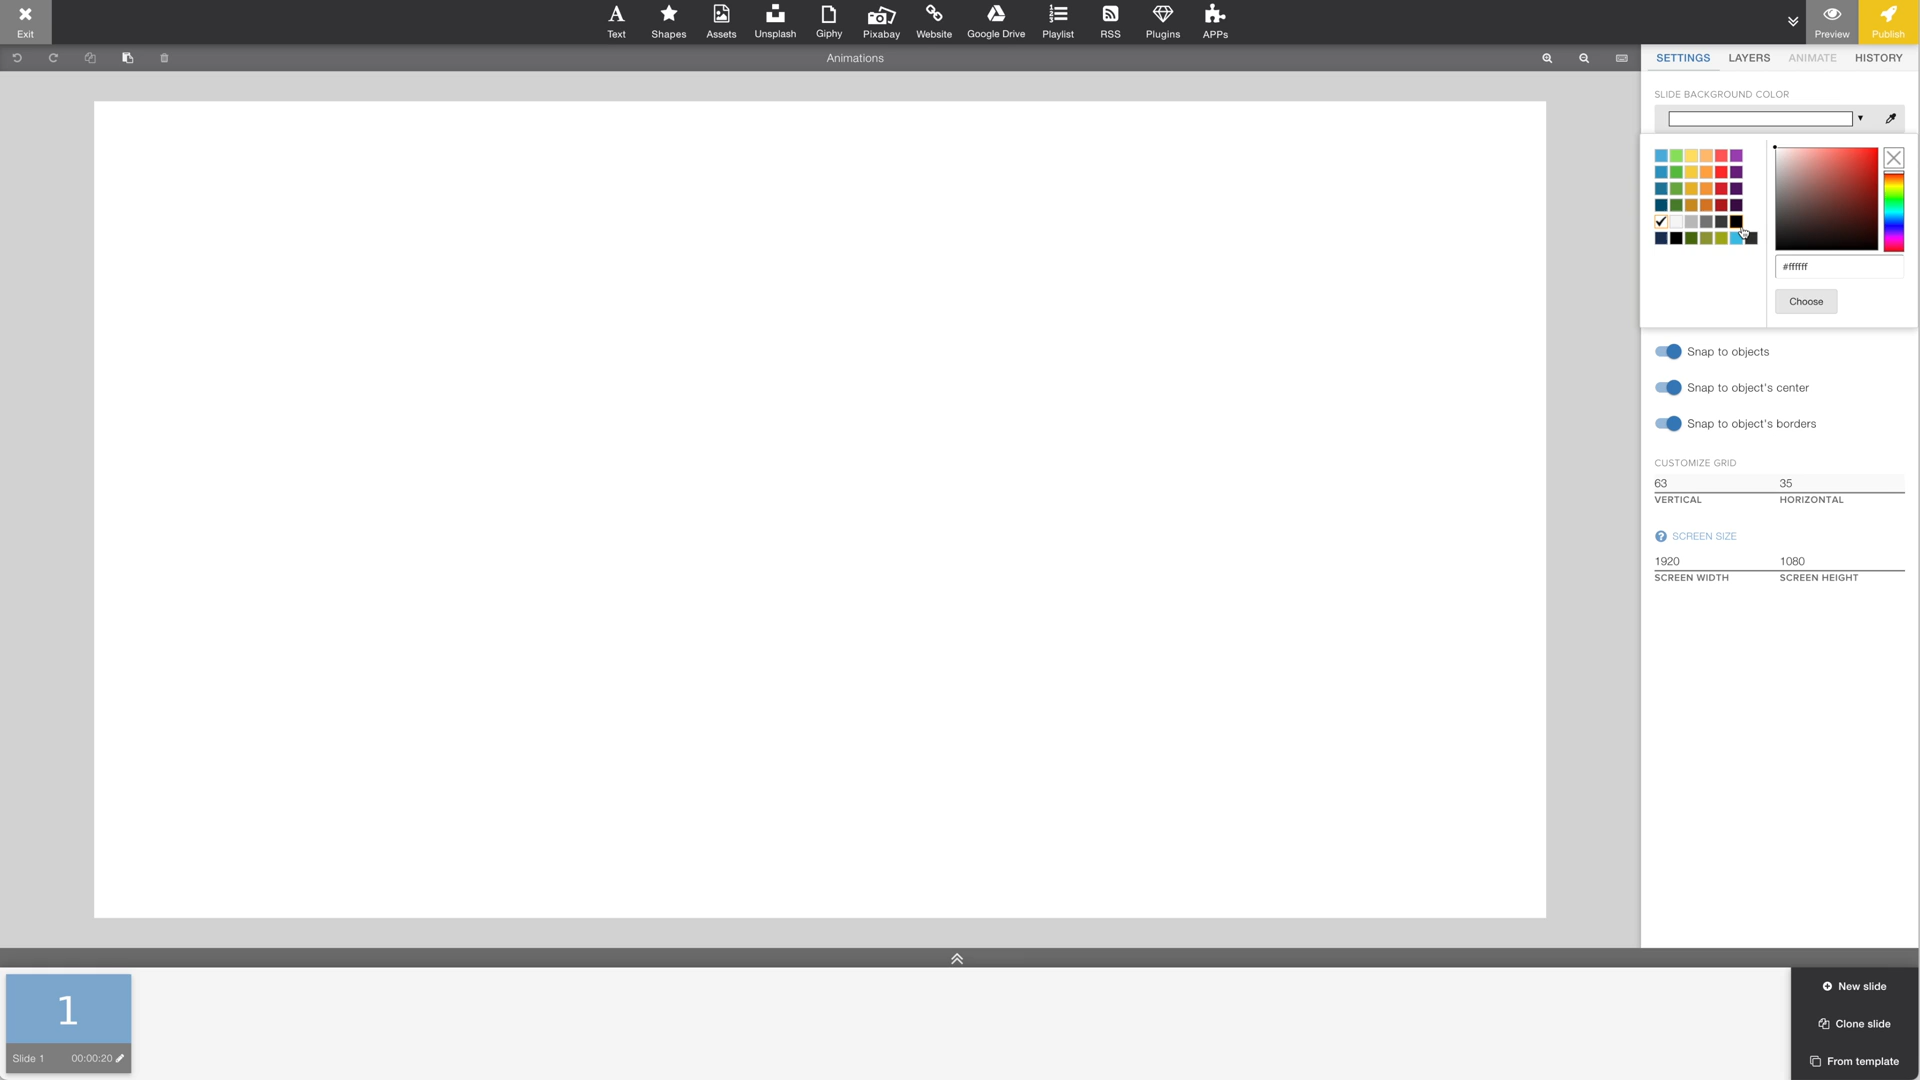 Exit
Text
Shapes
Assets
Unsplash
Giphy
Pixabay
Website
Google Drive
Playlist
RSS
Plugins
APPs
Preview
Publish
Animations
SETTINGS
LAYERS
ANIMATE
HISTORY
SLIDE BACKGROUND COLOR
#ffffff
Choose
Snap to objects
Snap to object's center
Snap to object's borders
CUSTOMIZE GRID
63 35
VERTICAL HORIZONTAL
? SCREEN SIZE
1920 1080
SCREEN WIDTH SCREEN HEIGHT
1
Slide 1 00:00:20
New slide
Clone slide
From template